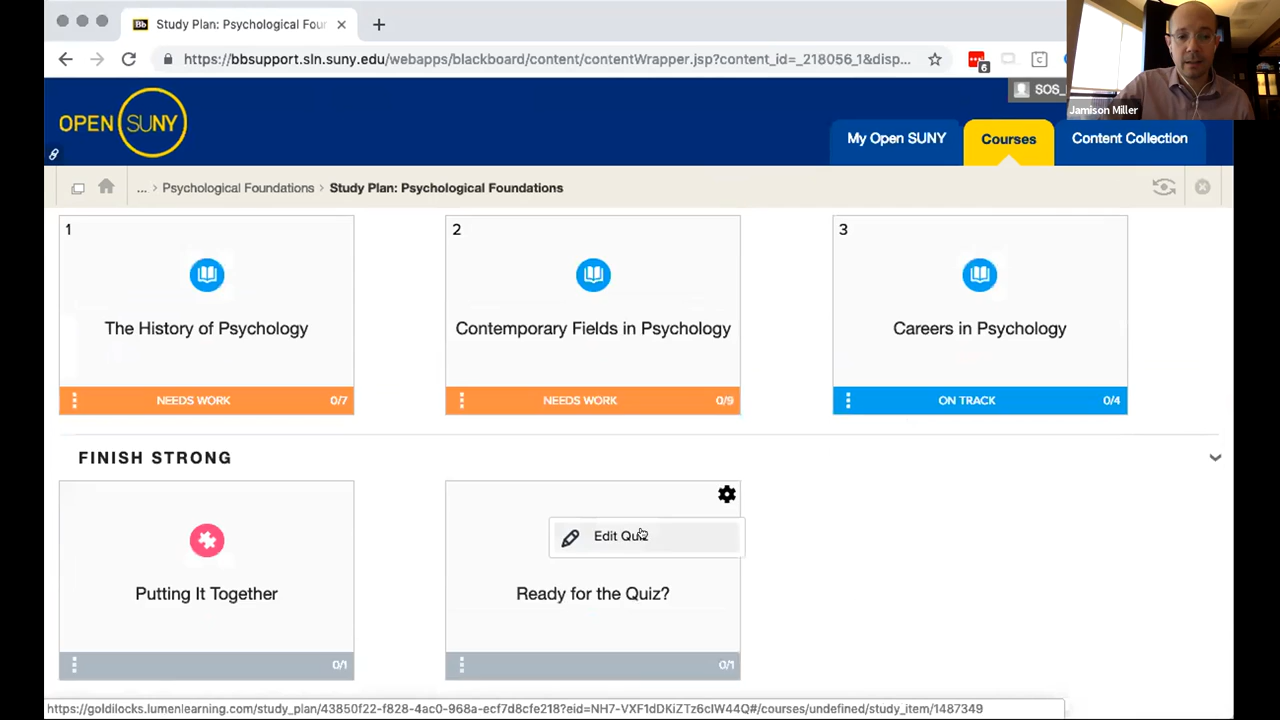 Bb Study Plan: Psychological Four
https://bbsupport.sln.suny.edu/webapps/blackboard/content/contentWrapper.jsp?content_id=_218056_1&disp...
6
C
SOS_
Jamison Miller
OPEN SUNY
My Open SUNY
Courses
Content Collection
... › Psychological Foundations › Study Plan: Psychological Foundations
1
2
3
The History of Psychology
Contemporary Fields in Psychology
Careers in Psychology
NEEDS WORK 0/7
NEEDS WORK 0/9
ON TRACK 0/4
FINISH STRONG
Edit Quiz
Putting It Together
Ready for the Quiz?
0/1
0/1
https://goldilocks.lumenlearning.com/study_plan/43850f22-f828-4ac0-968a-ecf7d8cfe218?eid=NH7-VXF1dDKiZTz6cIW44Q#/courses/undefined/study_item/1487349